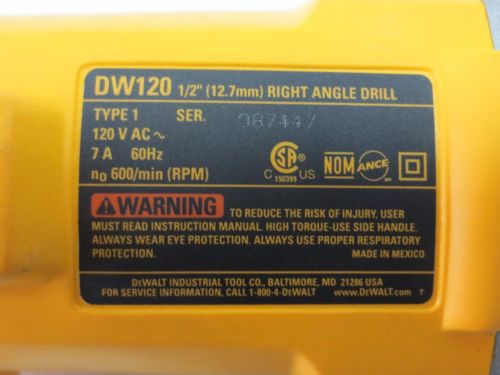 DW120 1/2" (12.7mm) RIGHT ANGLE DRILL
TYPE 1 SER. 987447
120 V AC ~
7 A 60Hz
n0 600/min (RPM)
CSA
C US
150399
NOM ANCE
WARNING TO REDUCE THE RISK OF INJURY, USER
MUST READ INSTRUCTION MANUAL. HIGH TORQUE-USE SIDE HANDLE.
ALWAYS WEAR EYE PROTECTION. ALWAYS USE PROPER RESPIRATORY
PROTECTION. MADE IN MEXICO
DEWALT INDUSTRIAL TOOL CO., BALTIMORE, MD 21286 USA
FOR SERVICE INFORMATION, CALL 1-800-4-DEWALT www.DEWALT.com T